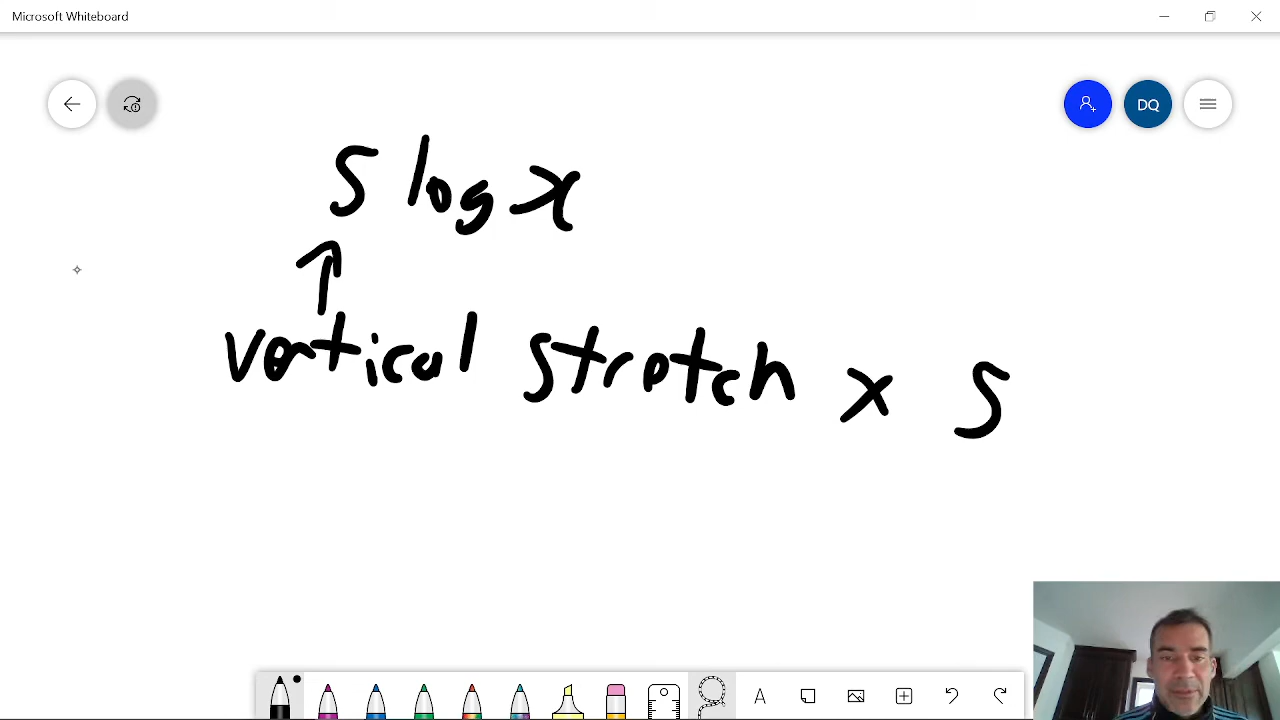 Microsoft Whiteboard
DQ
5 log x
↑
vertical stretch x 5
A